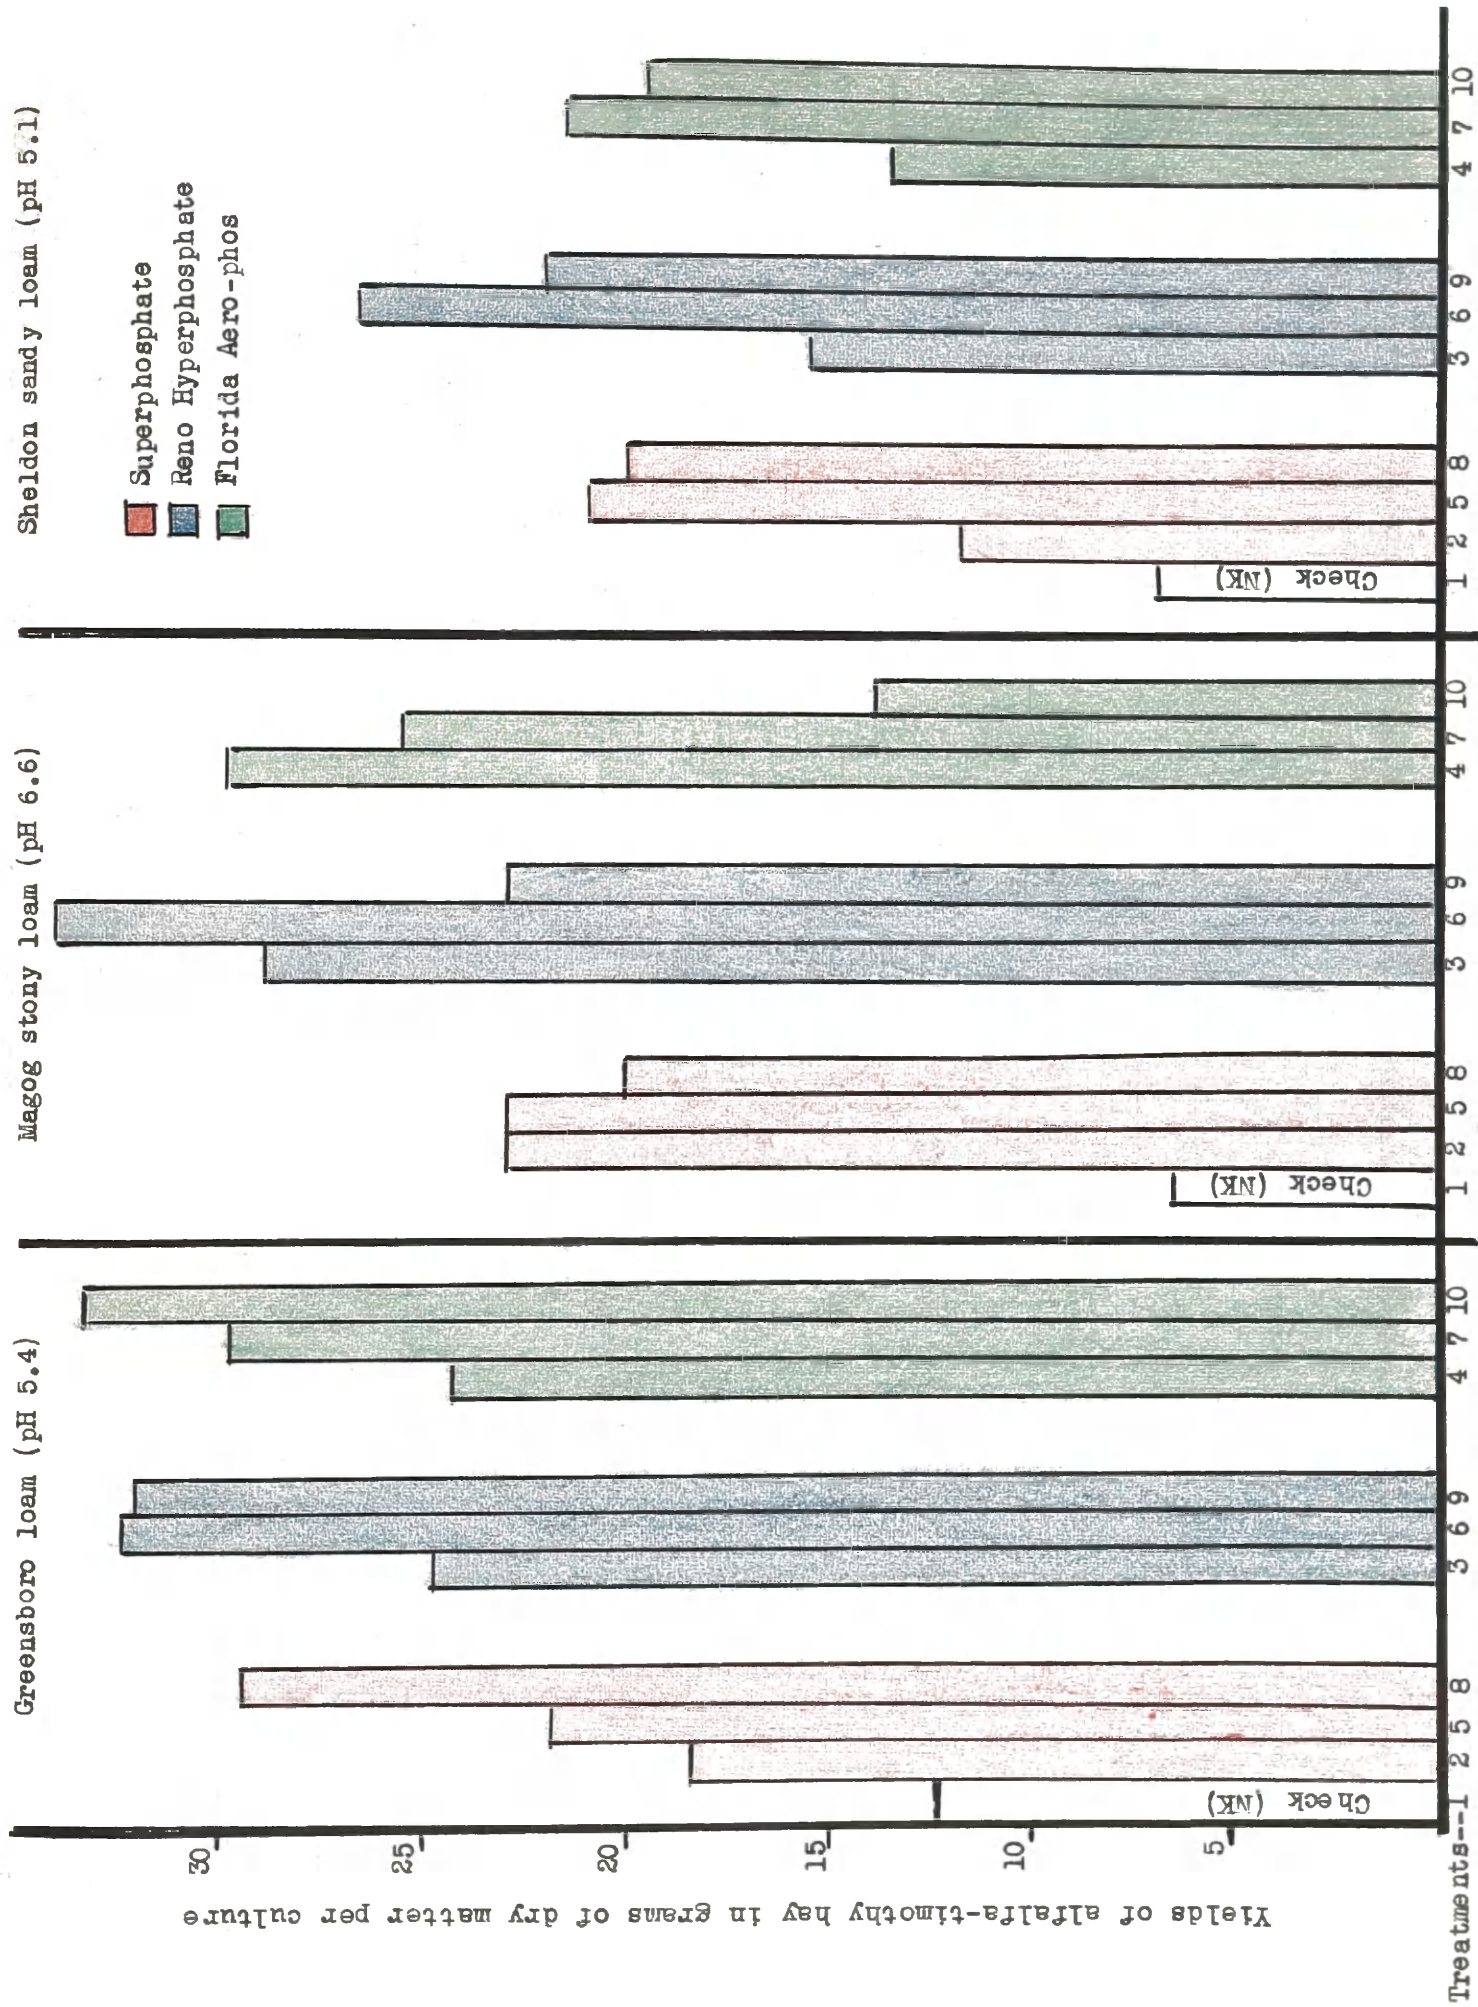 Greensboro loam (pH 5.4)
Magog stony loam (pH 6.6)
Sheldon sandy loam (pH 5.1)
Superphosphate
Reno Hyperphosphate
Florida Aero-phos
Yields of alfalfa-timothy hay in grams of dry matter per culture
30
25
20
15
10
5
Check (NK)
Check (NK)
Check (NK)
Treatments--1 2 5 8 3 6 9 4 7 10 1 2 5 8 3 6 9 4 7 10 1 2 5 8 3 6 9 4 7 10